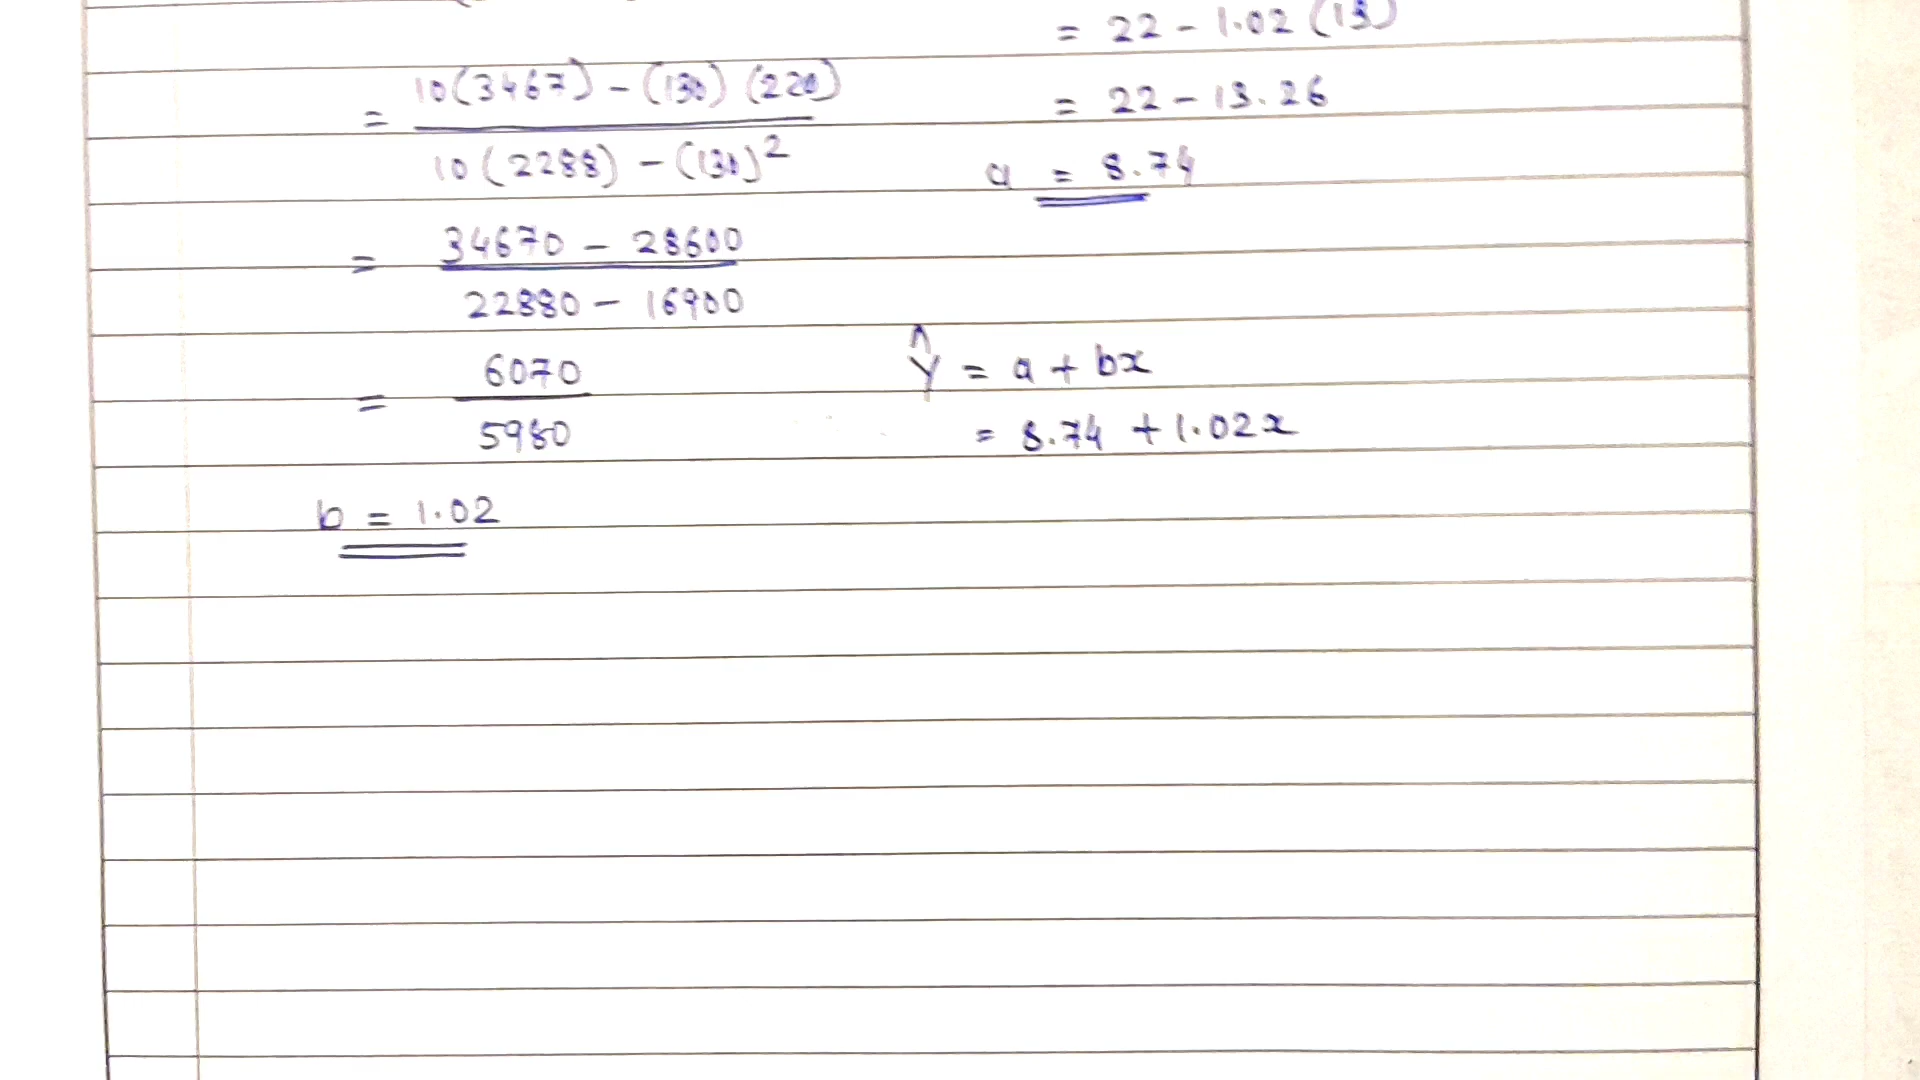 = 22 - 1.02 (13)
= 10(3467) - (130) (220)
10 (2288) - (130)²
= 22 - 13.26
a = 8.74
= 34670 - 28600
22880 - 16900
= 6070
5980
Ŷ = a + bx
= 8.74 + 1.02x
b = 1.02